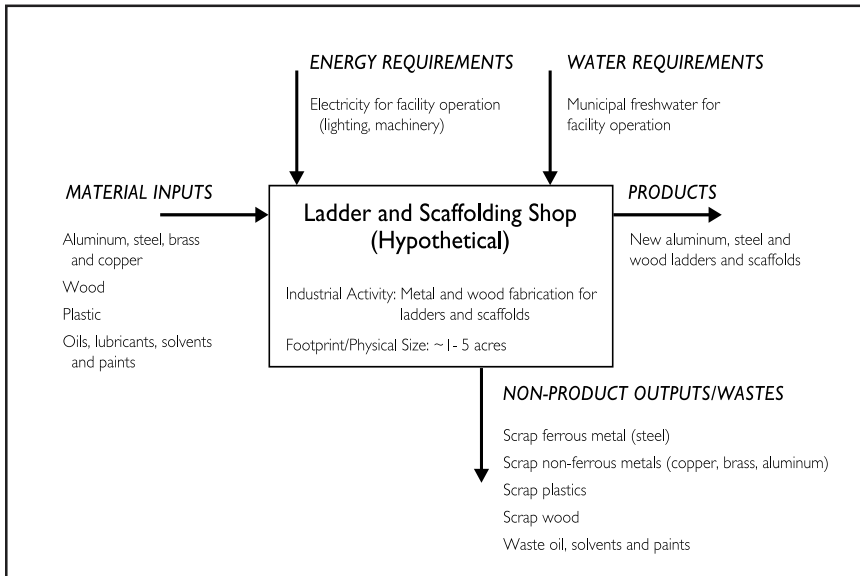 ENERGY REQUIREMENTS
Electricity for facility operation
(lighting, machinery)
WATER REQUIREMENTS
Municipal freshwater for
facility operation
MATERIAL INPUTS
Aluminum, steel, brass
and copper
Wood
Plastic
Oils, lubricants, solvents
and paints
Ladder and Scaffolding Shop
(Hypothetical)
Industrial Activity: Metal and wood fabrication for
ladders and scaffolds
Footprint/Physical Size: ~1- 5 acres
PRODUCTS
New aluminum, steel and
wood ladders and scaffolds
NON-PRODUCT OUTPUTS/WASTES
Scrap ferrous metal (steel)
Scrap non-ferrous metals (copper, brass, aluminum)
Scrap plastics
Scrap wood
Waste oil, solvents and paints